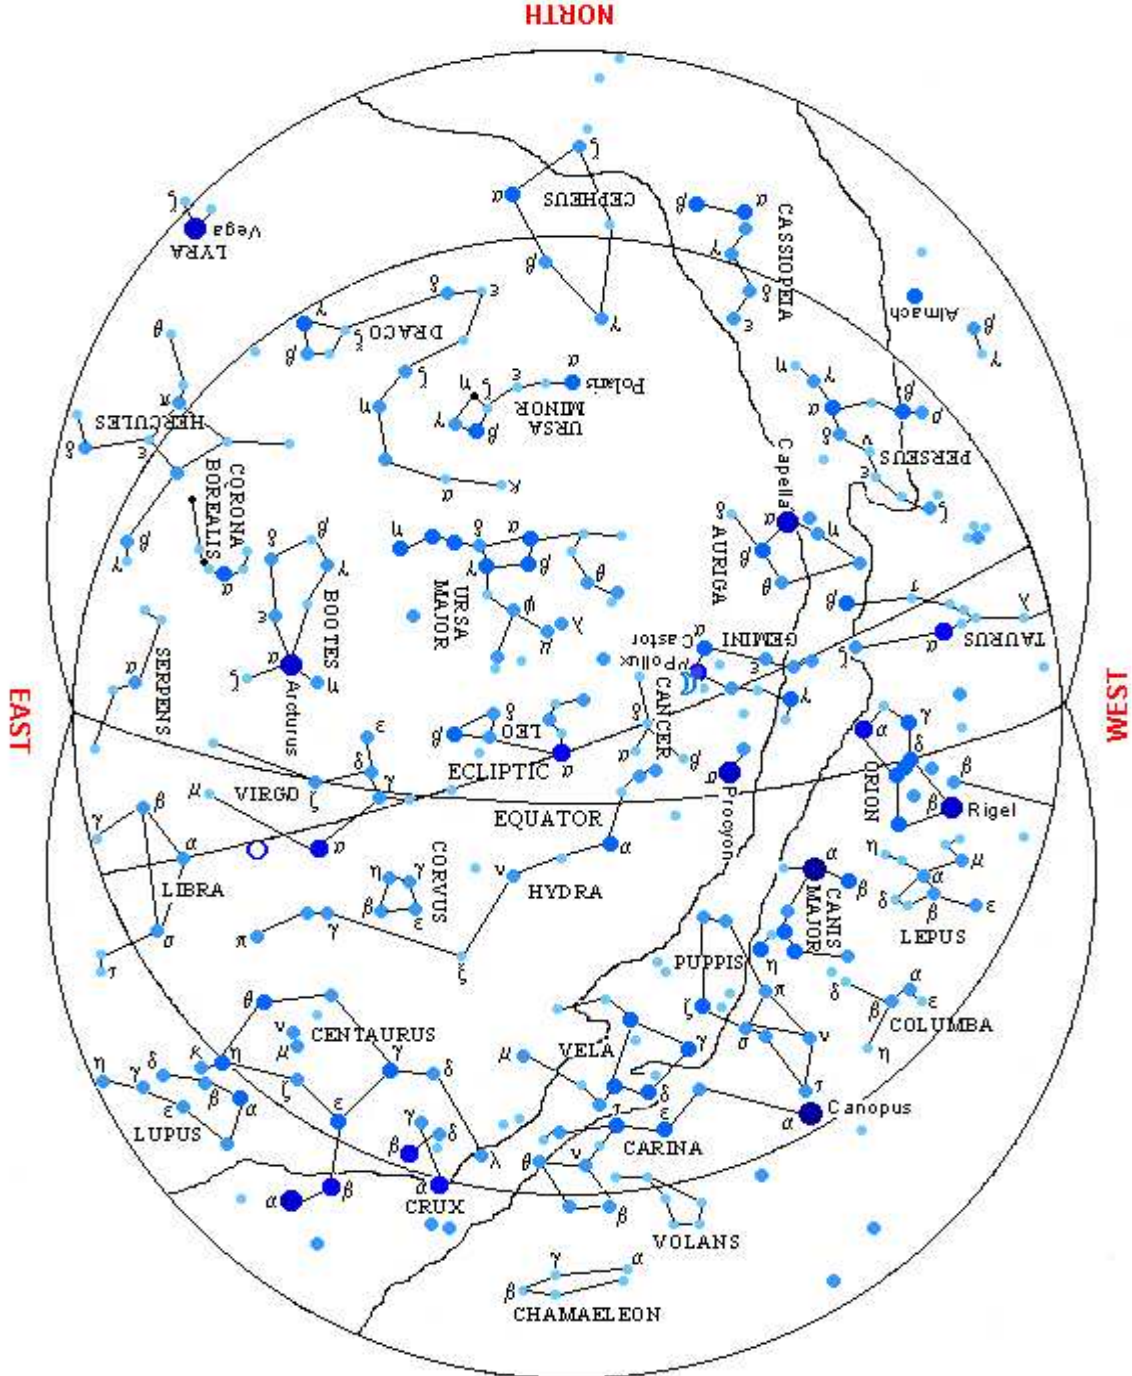 NORTH
ζ
α
CEPHEUS
β
γ
β
α
CASSIOPEIA
γ
δ
ε
ζ
Vega
LYRA
δ
ε
γ
DRACO
β
ξ
ζ
η
α
κ
α
Polaris
ε
ζ
η
URSA
MINOR
γ
β
Almach
β
γ
θ
π
HERCULES
δ
ε
β
γ
CORONA
BOREALIS
α
η
γ
α
β
ρ
δ
ν
PERSEUS
ε
ζ
Capella
α
δ
η
β
θ
AURIGA
δ
β
γ
BOOTES
ε
α
ζ
η
Arcturus
η
δ
α
γ
β
θ
URSA
MAJOR
ψ
μ
λ
τ
β
λ
TAURUS
ζ
α
Castor
α
GEMINI
Pollux
ε
γ
SERPENS
α
CANCER
δ
α
β
LEO
δ
β
α
ECLIPTIC
EAST
WEST
ε
δ
γ
VIRGO
ζ
μ
α
α
γ
δ
ORION
β
Rigel
β
α
Procyon
EQUATOR
β
γ
α
LIBRA
σ
τ
CORVUS
η
γ
β
ε
α
ν
HYDRA
ζ
π
γ
α
β
CANIS
MAJOR
η
η
μ
α
δ
β
ε
LEPUS
PUPPIS
ζ
π
σ
ν
τ
α
δ
β
ε
COLUMBA
η
θ
CENTAURUS
ν
μ
κ
η
γ
δ
ζ
ε
λ
β
α
η
γ
δ
β
α
ε
LUPUS
VELA
μ
γ
δ
Canopus
α
τ
ε
CARINA
θ
ν
β
γ
δ
β
α
CRUX
VOLANS
γ
α
β
CHAMAELEON